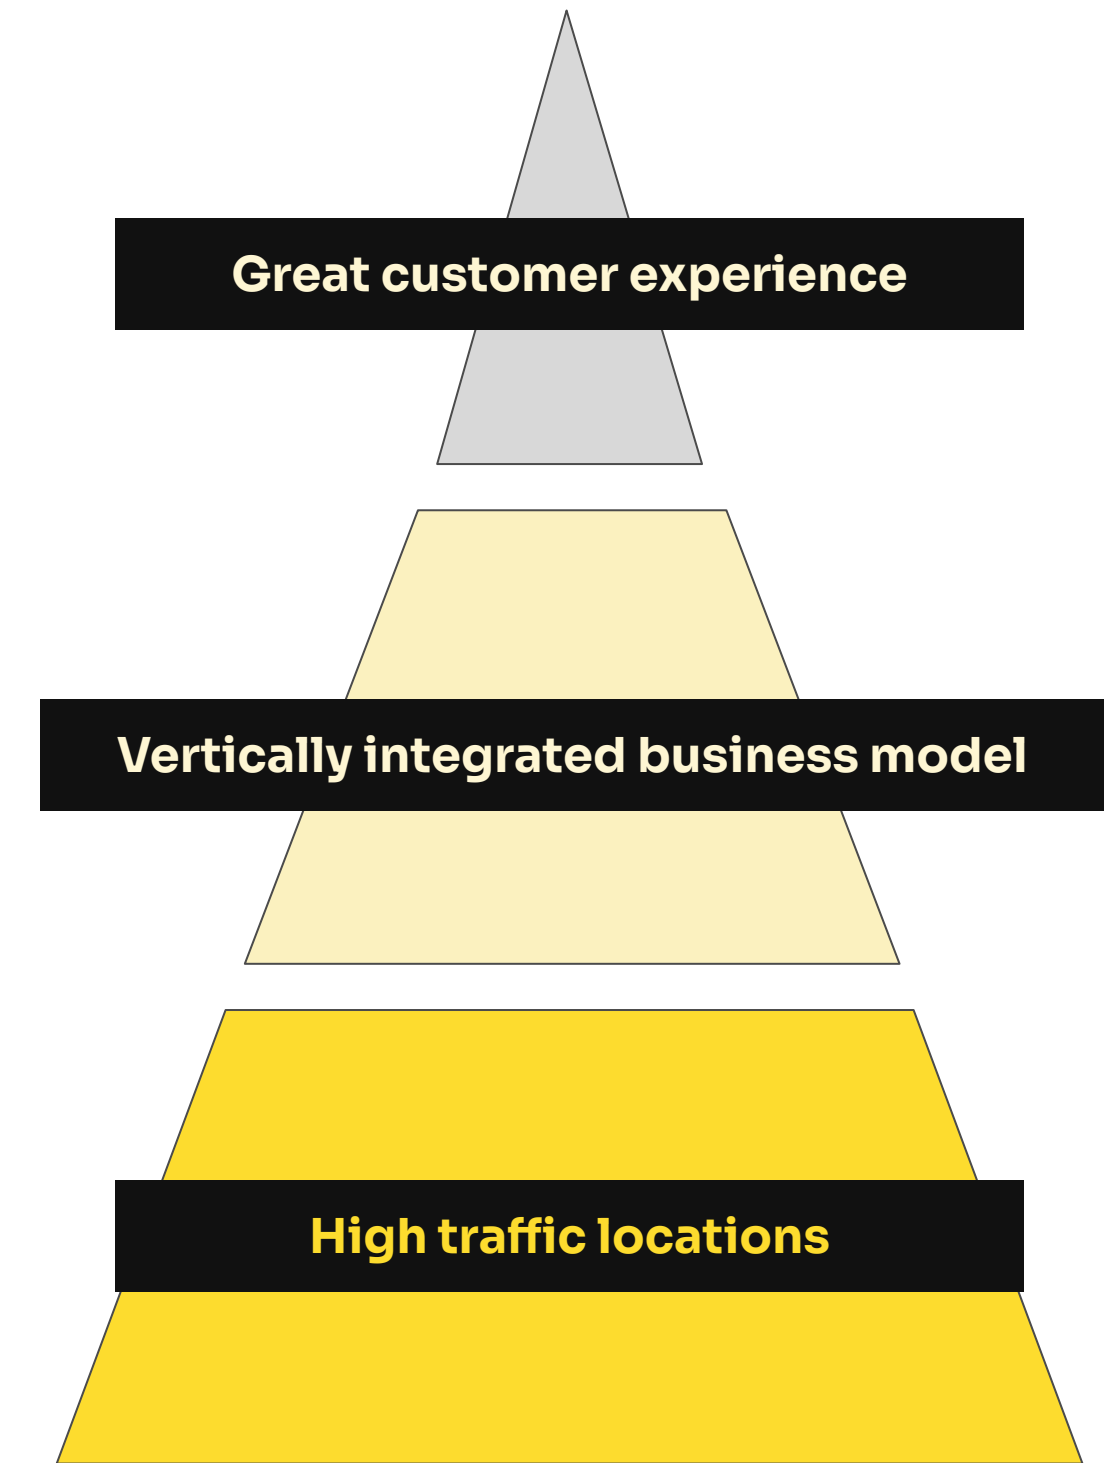 Great customer experience
Vertically integrated business model
High traffic locations